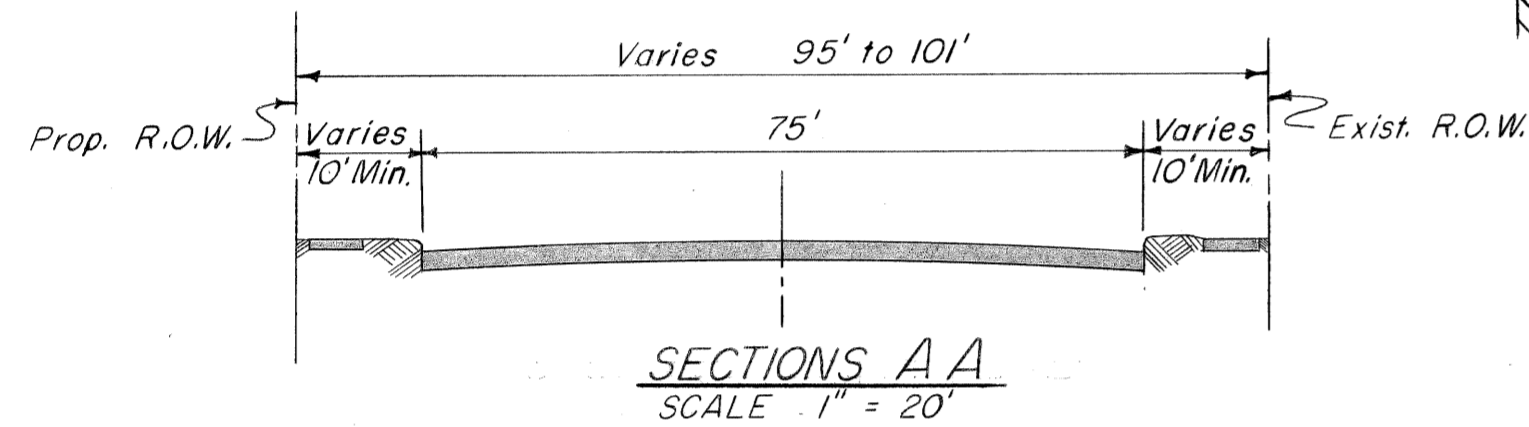 Varies 95' to 101'
Prop. R.O.W.
Varies
10' Min.
75'
Varies
10' Min.
Exist. R.O.W.
SECTIONS A A
SCALE 1" = 20'